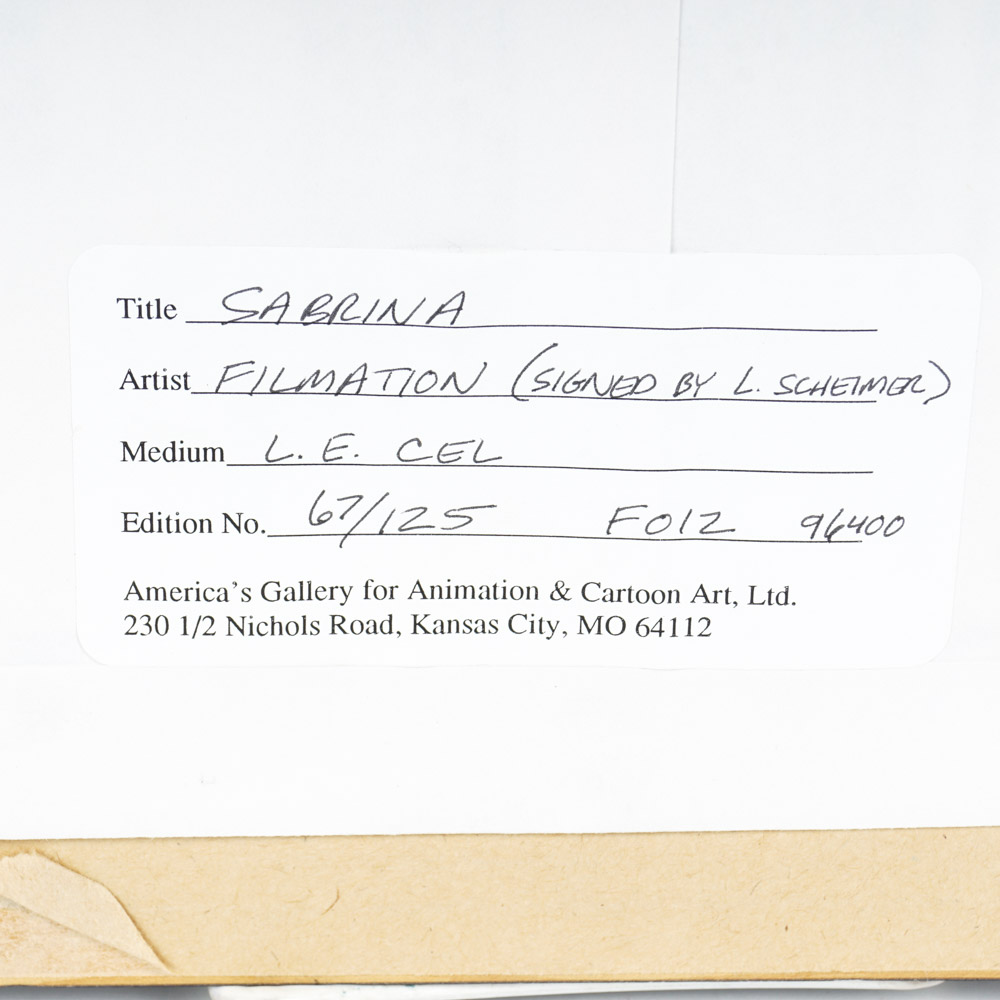 Title SABRINA
Artist FILMATION (SIGNED BY L. SCHEIMER)
Medium L. E. CEL
Edition No. 67/125 F012 96400
America's Gallery for Animation & Cartoon Art, Ltd.
230 1/2 Nichols Road, Kansas City, MO 64112